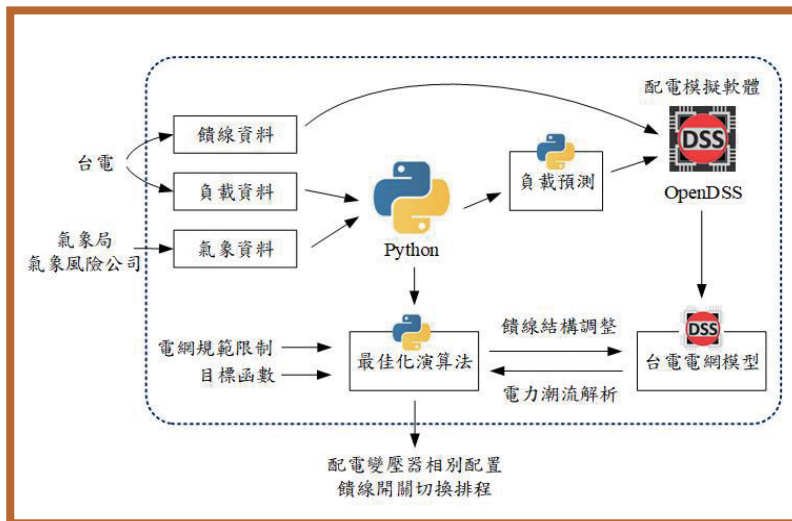 配電模擬軟體
DSS
OpenDSS
饋線資料
台電
負載資料
氣象局
氣象風險公司
氣象資料
Python
負載預測
電網規範限制
目標函數
最佳化演算法
饋線結構調整
電力潮流解析
DSS
台電電網模型
配電變壓器相別配置
饋線開關切換排程